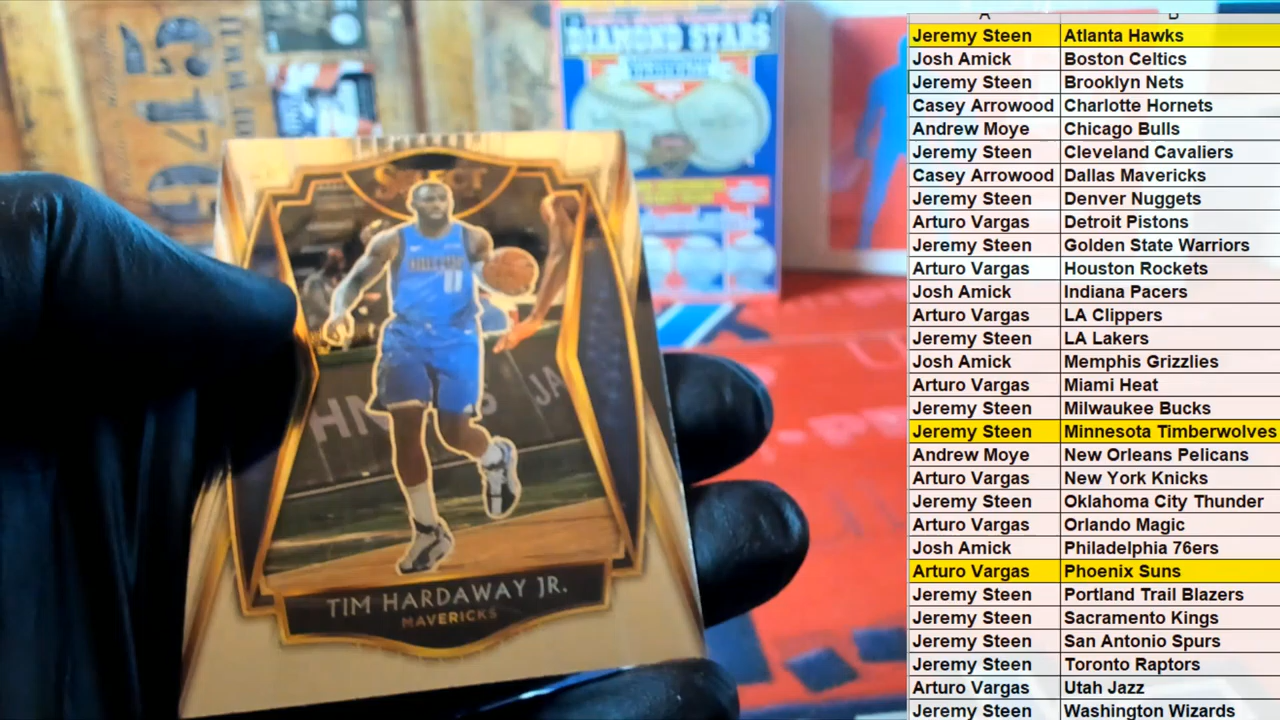 SELECT
11
TIM HARDAWAY JR.
MAVERICKS
DIAMOND STARS
A B
Jeremy Steen Atlanta Hawks
Josh Amick Boston Celtics
Jeremy Steen Brooklyn Nets
Casey Arrowood Charlotte Hornets
Andrew Moye Chicago Bulls
Jeremy Steen Cleveland Cavaliers
Casey Arrowood Dallas Mavericks
Jeremy Steen Denver Nuggets
Arturo Vargas Detroit Pistons
Jeremy Steen Golden State Warriors
Arturo Vargas Houston Rockets
Josh Amick Indiana Pacers
Arturo Vargas LA Clippers
Jeremy Steen LA Lakers
Josh Amick Memphis Grizzlies
Arturo Vargas Miami Heat
Jeremy Steen Milwaukee Bucks
Jeremy Steen Minnesota Timberwolves
Andrew Moye New Orleans Pelicans
Arturo Vargas New York Knicks
Jeremy Steen Oklahoma City Thunder
Arturo Vargas Orlando Magic
Josh Amick Philadelphia 76ers
Arturo Vargas Phoenix Suns
Jeremy Steen Portland Trail Blazers
Jeremy Steen Sacramento Kings
Jeremy Steen San Antonio Spurs
Jeremy Steen Toronto Raptors
Arturo Vargas Utah Jazz
Jeremy Steen Washington Wizards